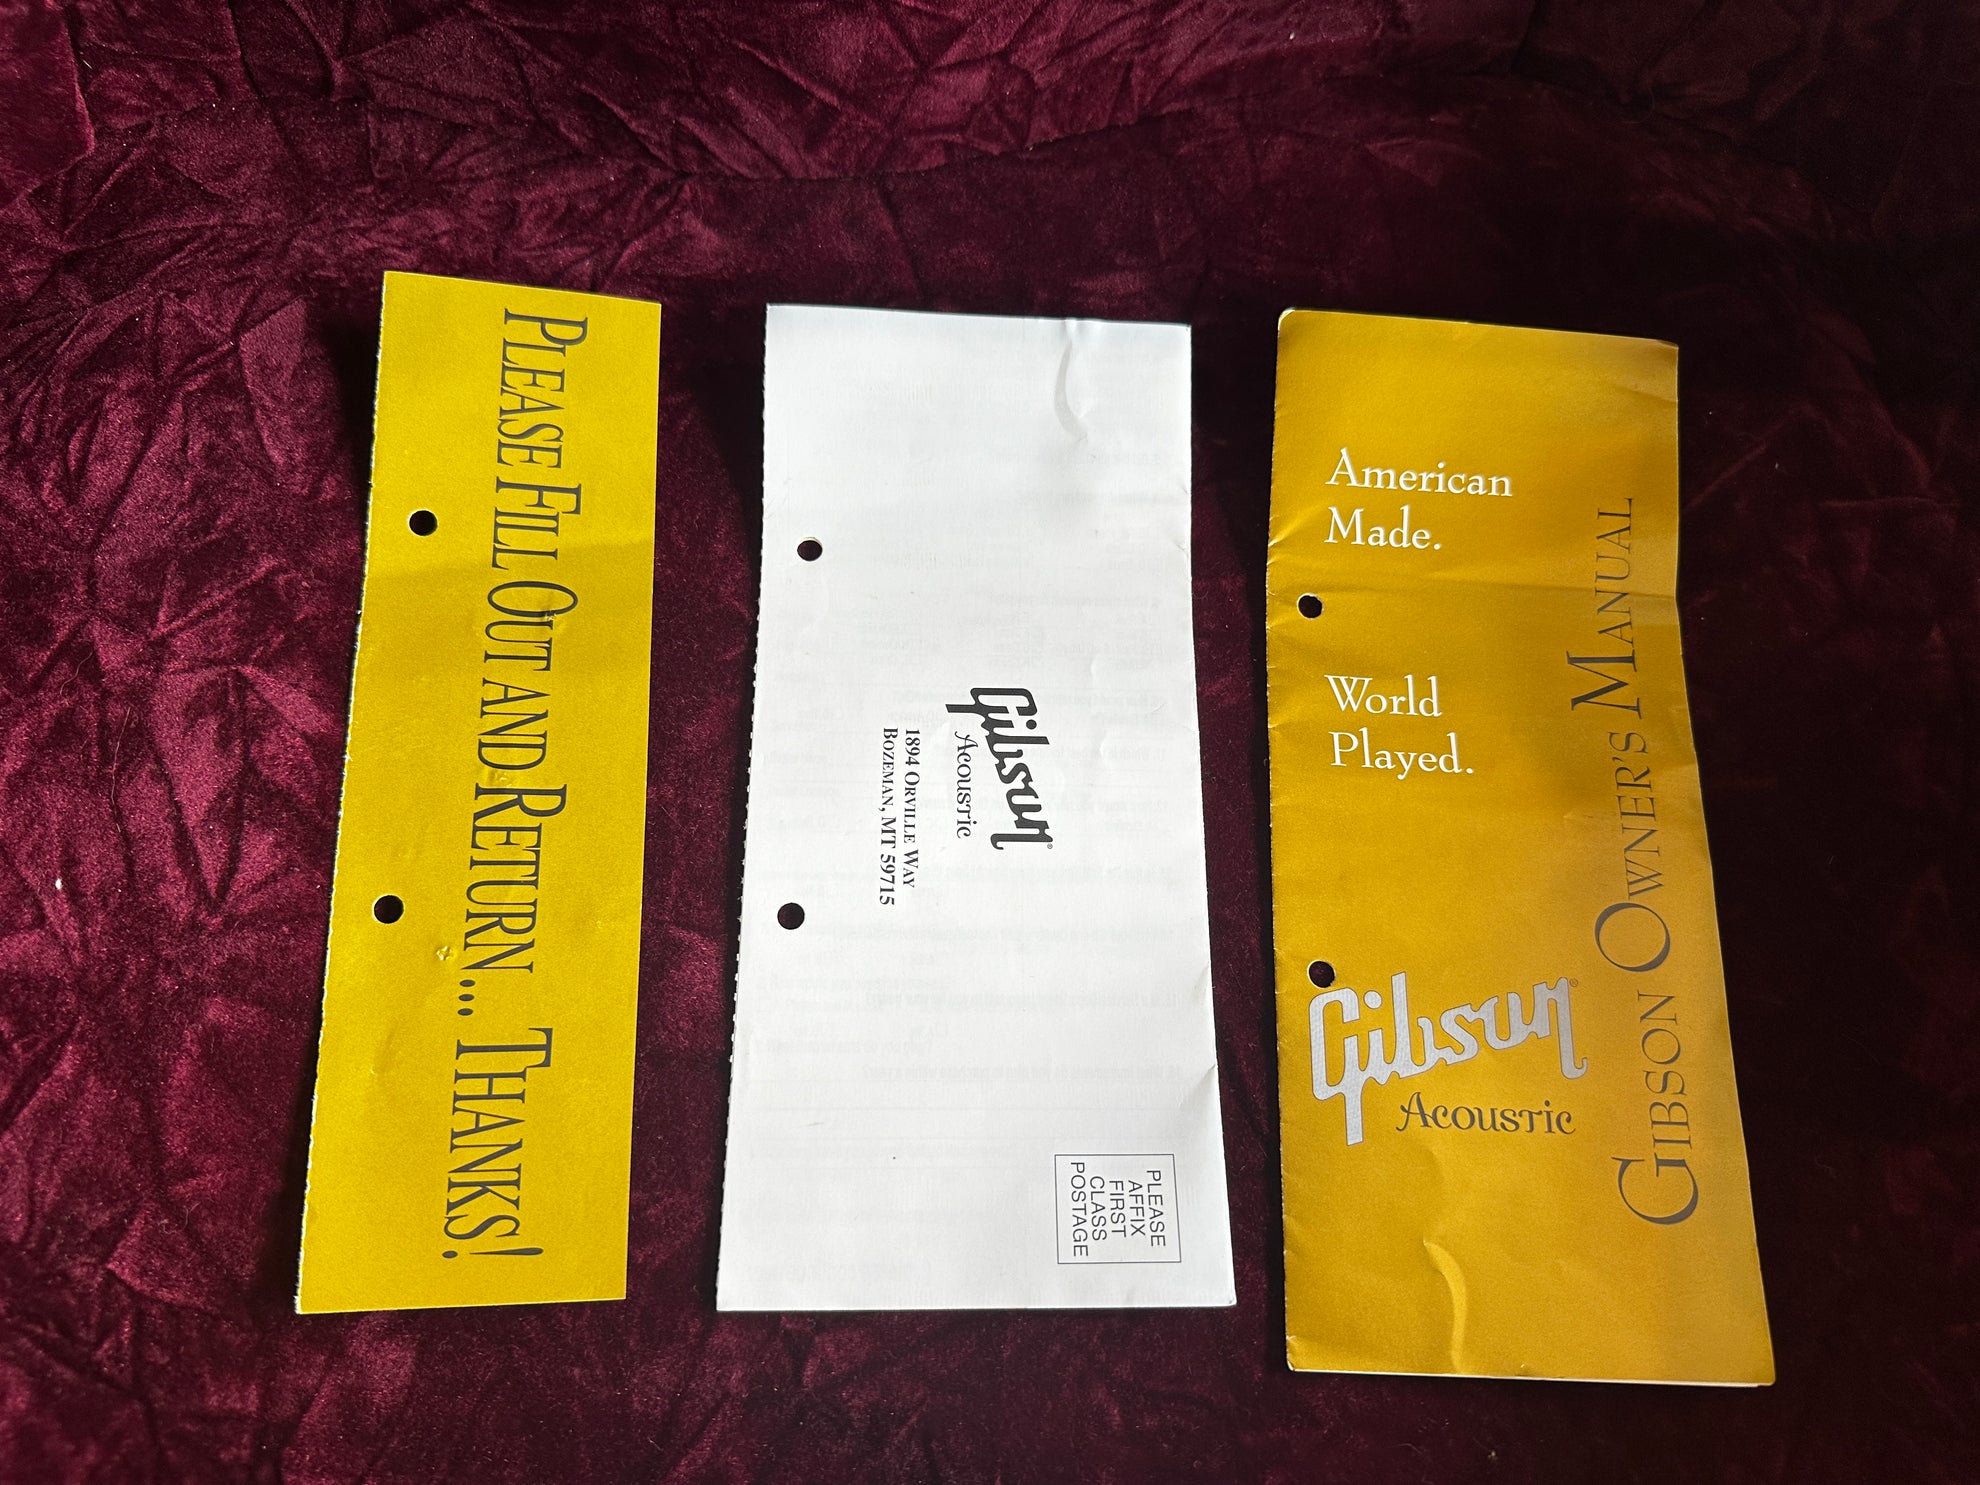 PLEASE FILL OUT AND RETURN... THANKS!
Gibson®
Acoustic
1894 ORVILLE WAY
BOZEMAN, MT 59715
PLEASE
AFFIX
FIRST
CLASS
POSTAGE
American
Made.
World
Played.
Gibson®
Acoustic
GIBSON OWNER'S MANUAL